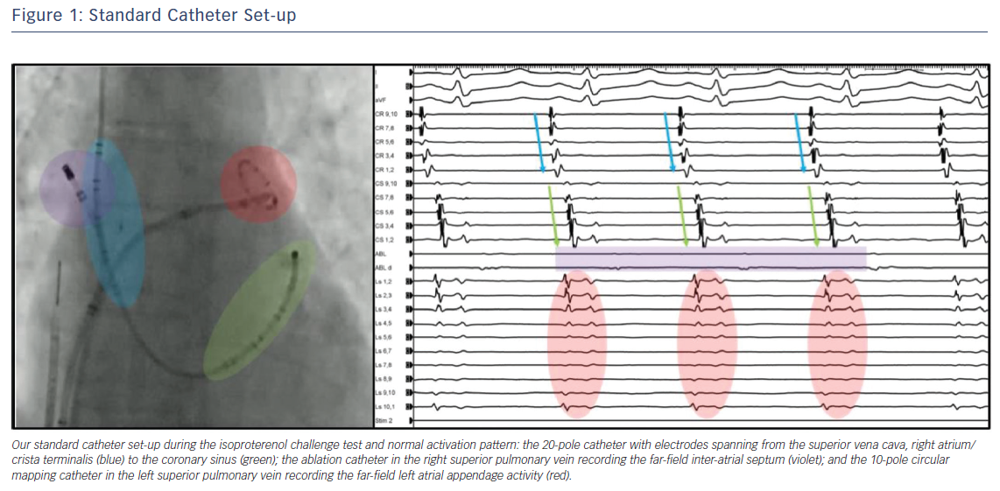 Figure 1: Standard Catheter Set-up
I
II
aVF
CR 9,10
CR 7,8
CR 5,6
CR 3,4
CR 1,2
CS 9,10
CS 7,8
CS 5,6
CS 3,4
CS 1,2
ABL
ABL d
Ls 1,2
Ls 2,3
Ls 3,4
Ls 4,5
Ls 5,6
Ls 6,7
Ls 7,8
Ls 8,9
Ls 9,10
Ls 10,1
Stim 2
Our standard catheter set-up during the isoproterenol challenge test and normal activation pattern: the 20-pole catheter with electrodes spanning from the superior vena cava, right atrium/
crista terminalis (blue) to the coronary sinus (green); the ablation catheter in the right superior pulmonary vein recording the far-field inter-atrial septum (violet); and the 10-pole circular
mapping catheter in the left superior pulmonary vein recording the far-field left atrial appendage activity (red).